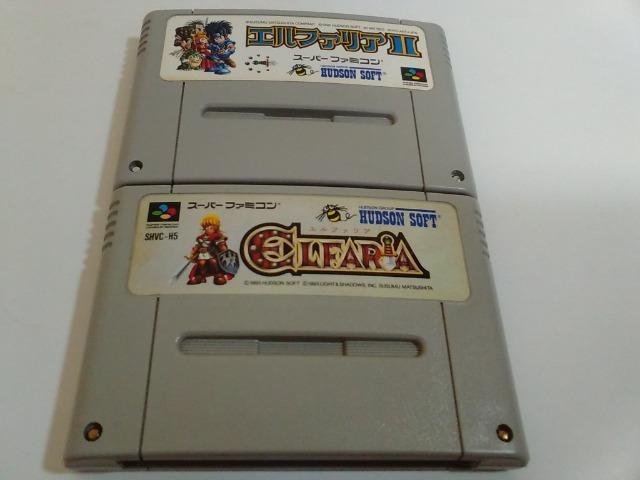 エルファリアII
スーパーファミコン
HUDSON SOFT
スーパーファミコン
SHVC-H5
HUDSON GROUP
HUDSON SOFT
エルファリア
ELFARIA
©1993 HUDSON SOFT ©1993 LIGHT & SHADOWS, INC. SUSUMU MATSUSHITA